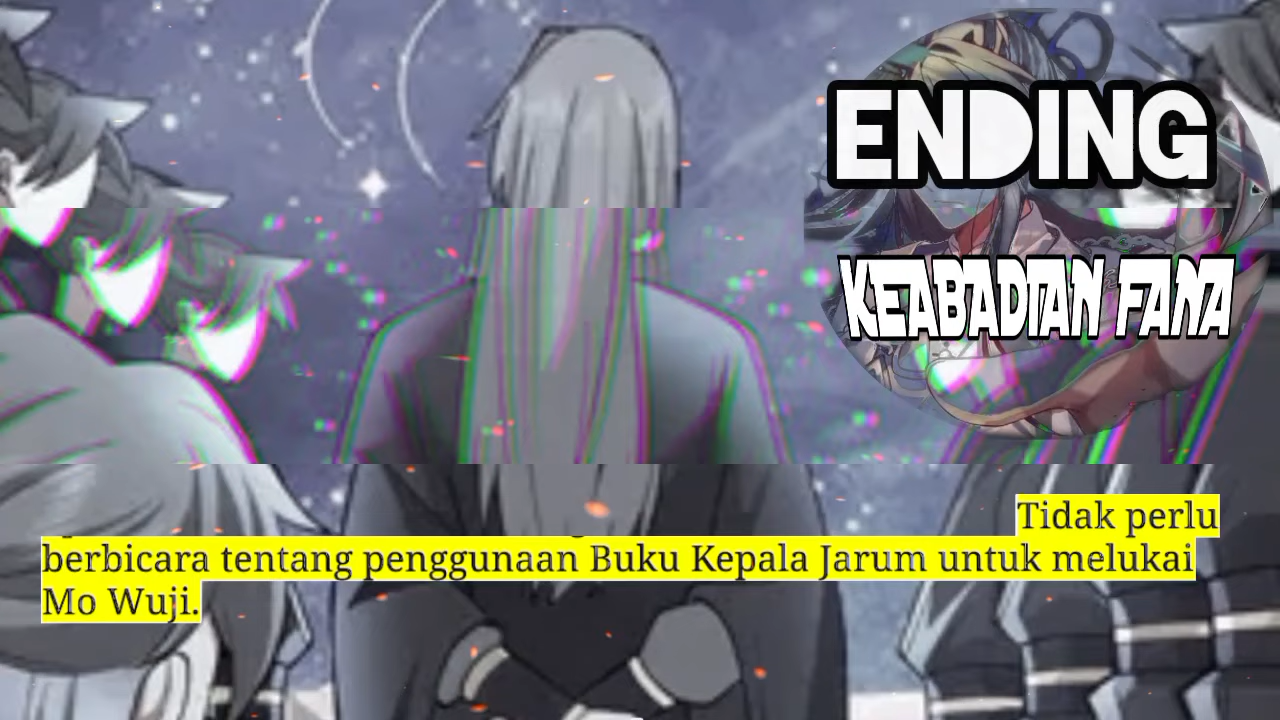 ENDING
KEABADIAN FANA
Tidak perlu
berbicara tentang penggunaan Buku Kepala Jarum untuk melukai
Mo Wuji.